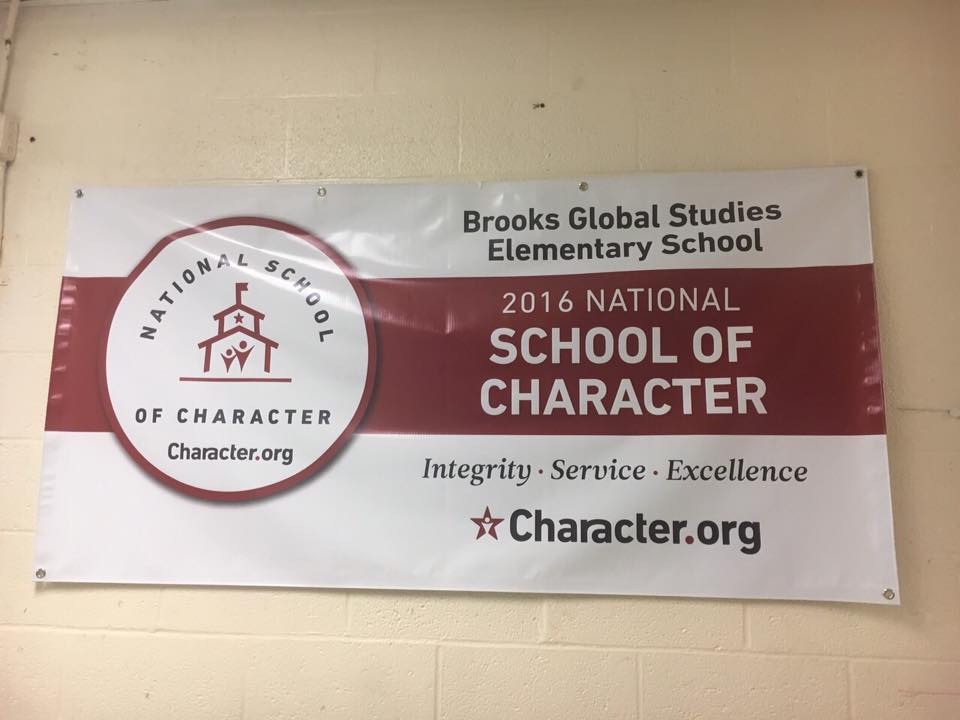 NATIONAL SCHOOL
OF CHARACTER
Character.org
Brooks Global Studies
Elementary School
2016 NATIONAL
SCHOOL OF
CHARACTER
Integrity · Service · Excellence
Character.org